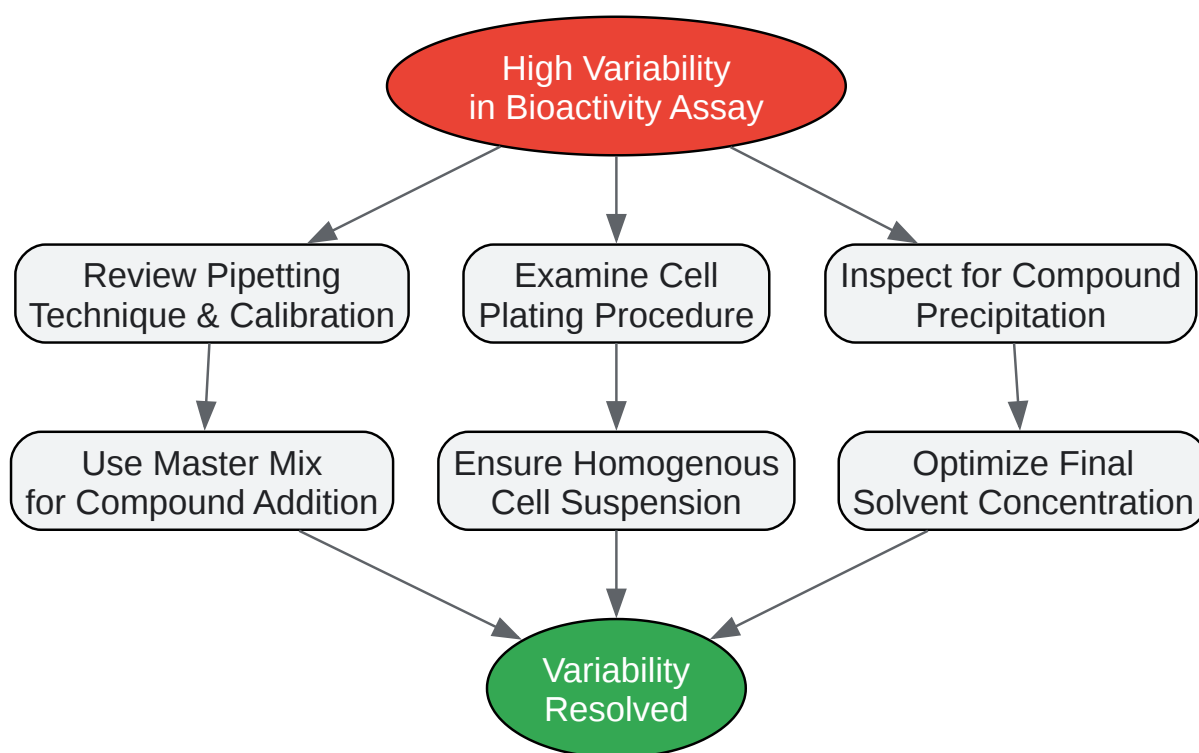 High Variability
in Bioactivity Assay
Review Pipetting
Technique & Calibration
Examine Cell
Plating Procedure
Inspect for Compound
Precipitation
Use Master Mix
for Compound Addition
Ensure Homogenous
Cell Suspension
Optimize Final
Solvent Concentration
Variability
Resolved